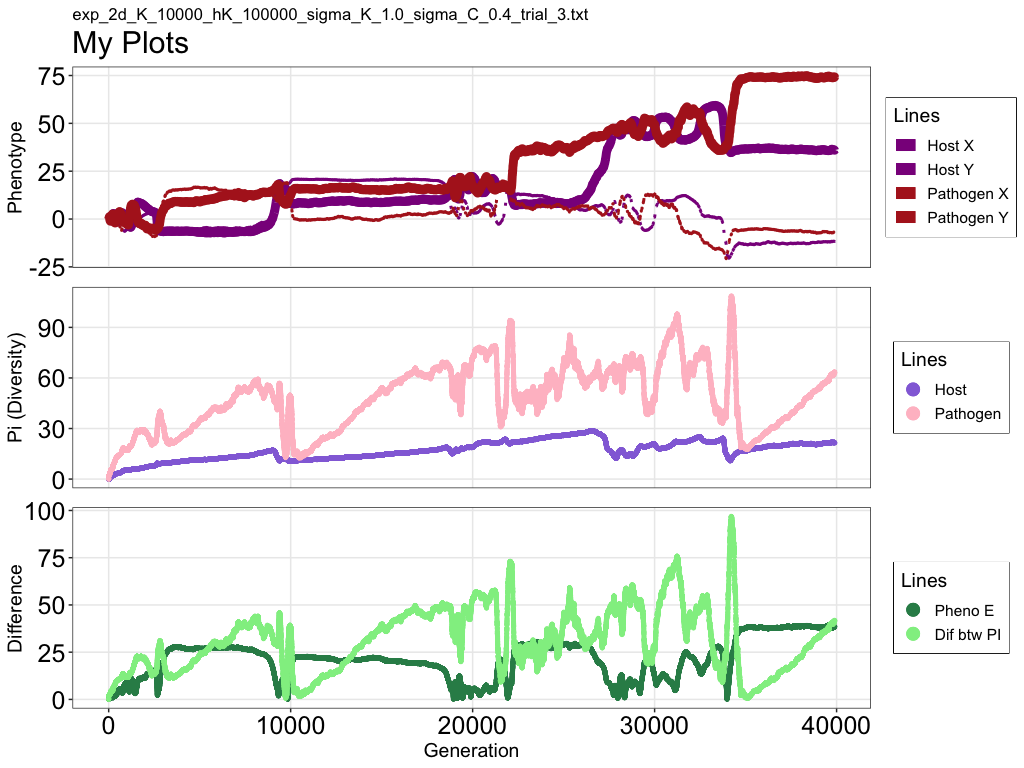 exp_2d_K_10000_hK_100000_sigma_K_1.0_sigma_C_0.4_trial_3.txt
My Plots
Phenotype
75
50
25
0
-25
Lines
Host X
Host Y
Pathogen X
Pathogen Y
Pi (Diversity)
90
60
30
0
Lines
Host
Pathogen
Difference
100
75
50
25
0
Lines
Pheno E
Dif btw PI
0 10000 20000 30000 40000
Generation